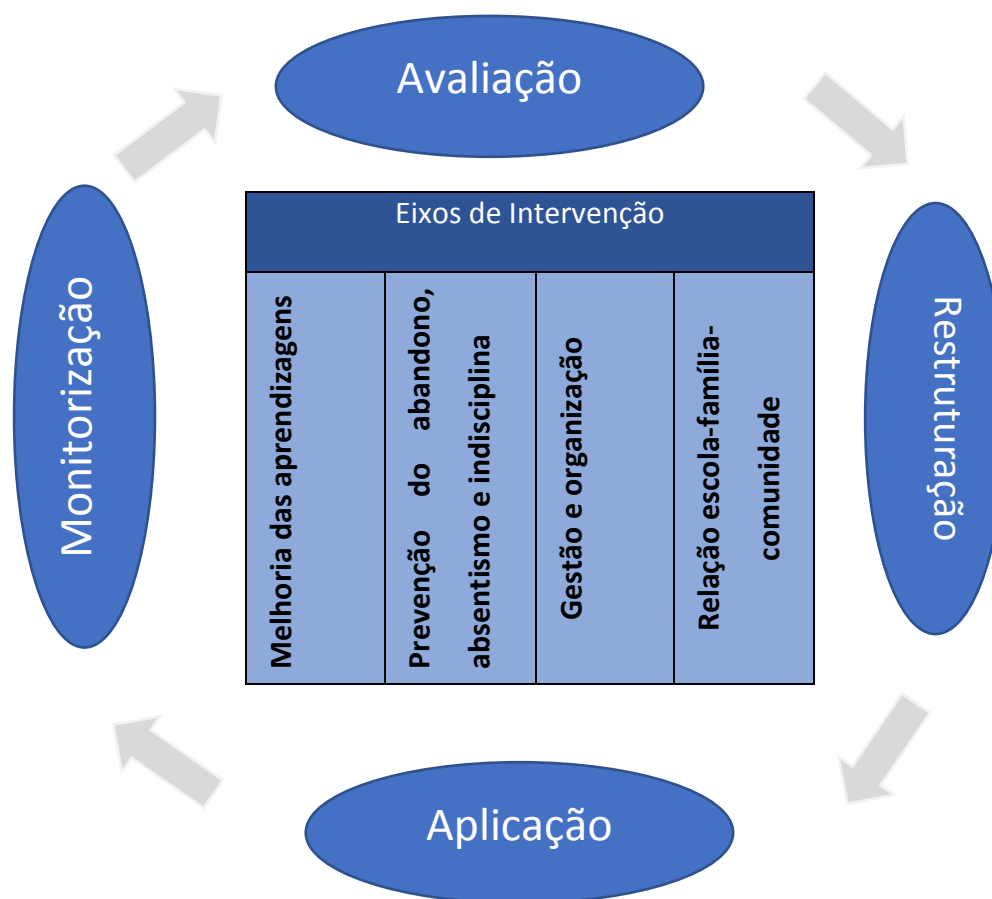 Avaliação
Eixos de Intervenção
Monitorização
Melhoria das aprendizagens
Prevenção do abandono,
absentismo e indisciplina
Gestão e organização
Relação escola-família-
comunidade
Restruturação
Aplicação